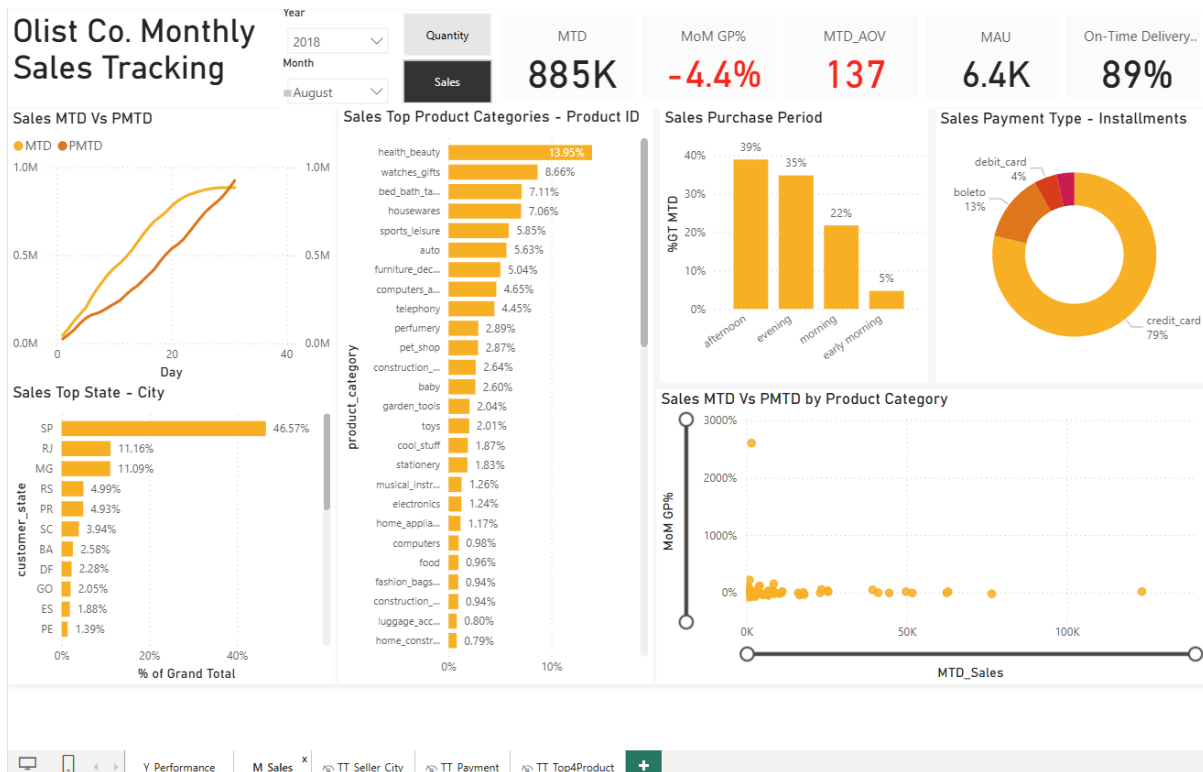 Olist Co. Monthly
Sales Tracking
Year
2018
Month
August
Quantity
Sales
MTD
885K
MoM GP%
-4.4%
MTD_AOV
137
MAU
6.4K
On-Time Delivery..
89%
Sales MTD Vs PMTD
MTD PMTD
1.0M 1.0M
0.5M 0.5M
0.0M 0.0M
0 20 40
Day
Sales Top State - City
customer_state
SP 46.57%
RJ 11.16%
MG 11.09%
RS 4.99%
PR 4.93%
SC 3.94%
BA 2.58%
DF 2.28%
GO 2.05%
ES 1.88%
PE 1.39%
0% 20% 40%
% of Grand Total
Sales Top Product Categories - Product ID
product_category
health_beauty 13.95%
watches_gifts 8.66%
bed_bath_ta... 7.11%
housewares 7.06%
sports_leisure 5.85%
auto 5.63%
furniture_dec... 5.04%
computers_a... 4.65%
telephony 4.45%
perfumery 2.89%
pet_shop 2.87%
construction_... 2.64%
baby 2.60%
garden_tools 2.04%
toys 2.01%
cool_stuff 1.87%
stationery 1.83%
musical_instr... 1.26%
electronics 1.24%
home_applia... 1.17%
computers 0.98%
food 0.96%
fashion_bags... 0.94%
construction_... 0.94%
luggage_acc... 0.80%
home_constr... 0.79%
0% 10%
Sales Purchase Period
%GT MTD
40%
30%
20%
10%
0%
39% 35% 22% 5%
afternoon evening morning early morning
Sales Payment Type - Installments
debit_card
4%
boleto
13%
credit_card
79%
Sales MTD Vs PMTD by Product Category
MoM GP%
3000%
2000%
1000%
0%
0K 50K 100K
MTD_Sales
Y_Performance M_Sales x TT_Seller_City TT_Payment TT_Top4Product +